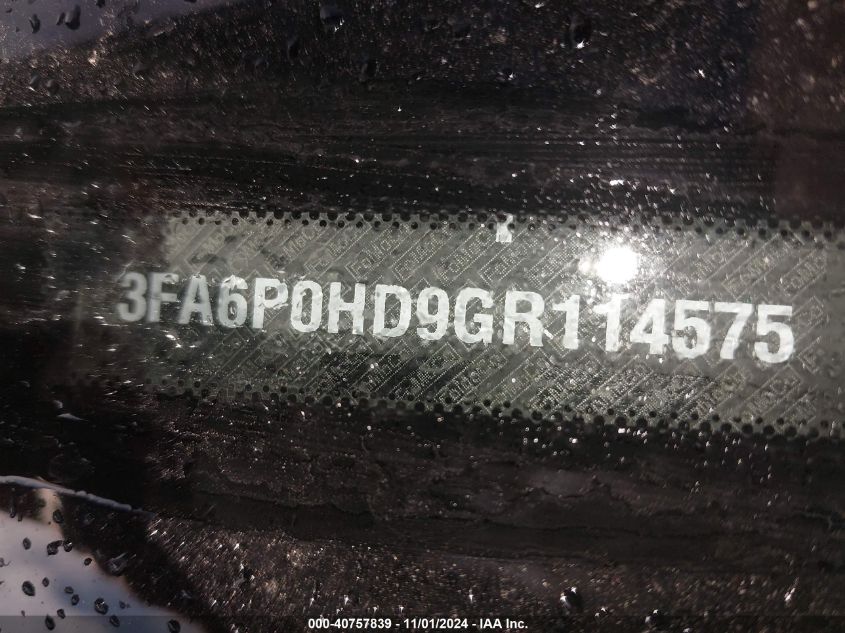 3FA6P0HD9GR114575
000-40757839 - 11/01/2024 - IAA Inc.